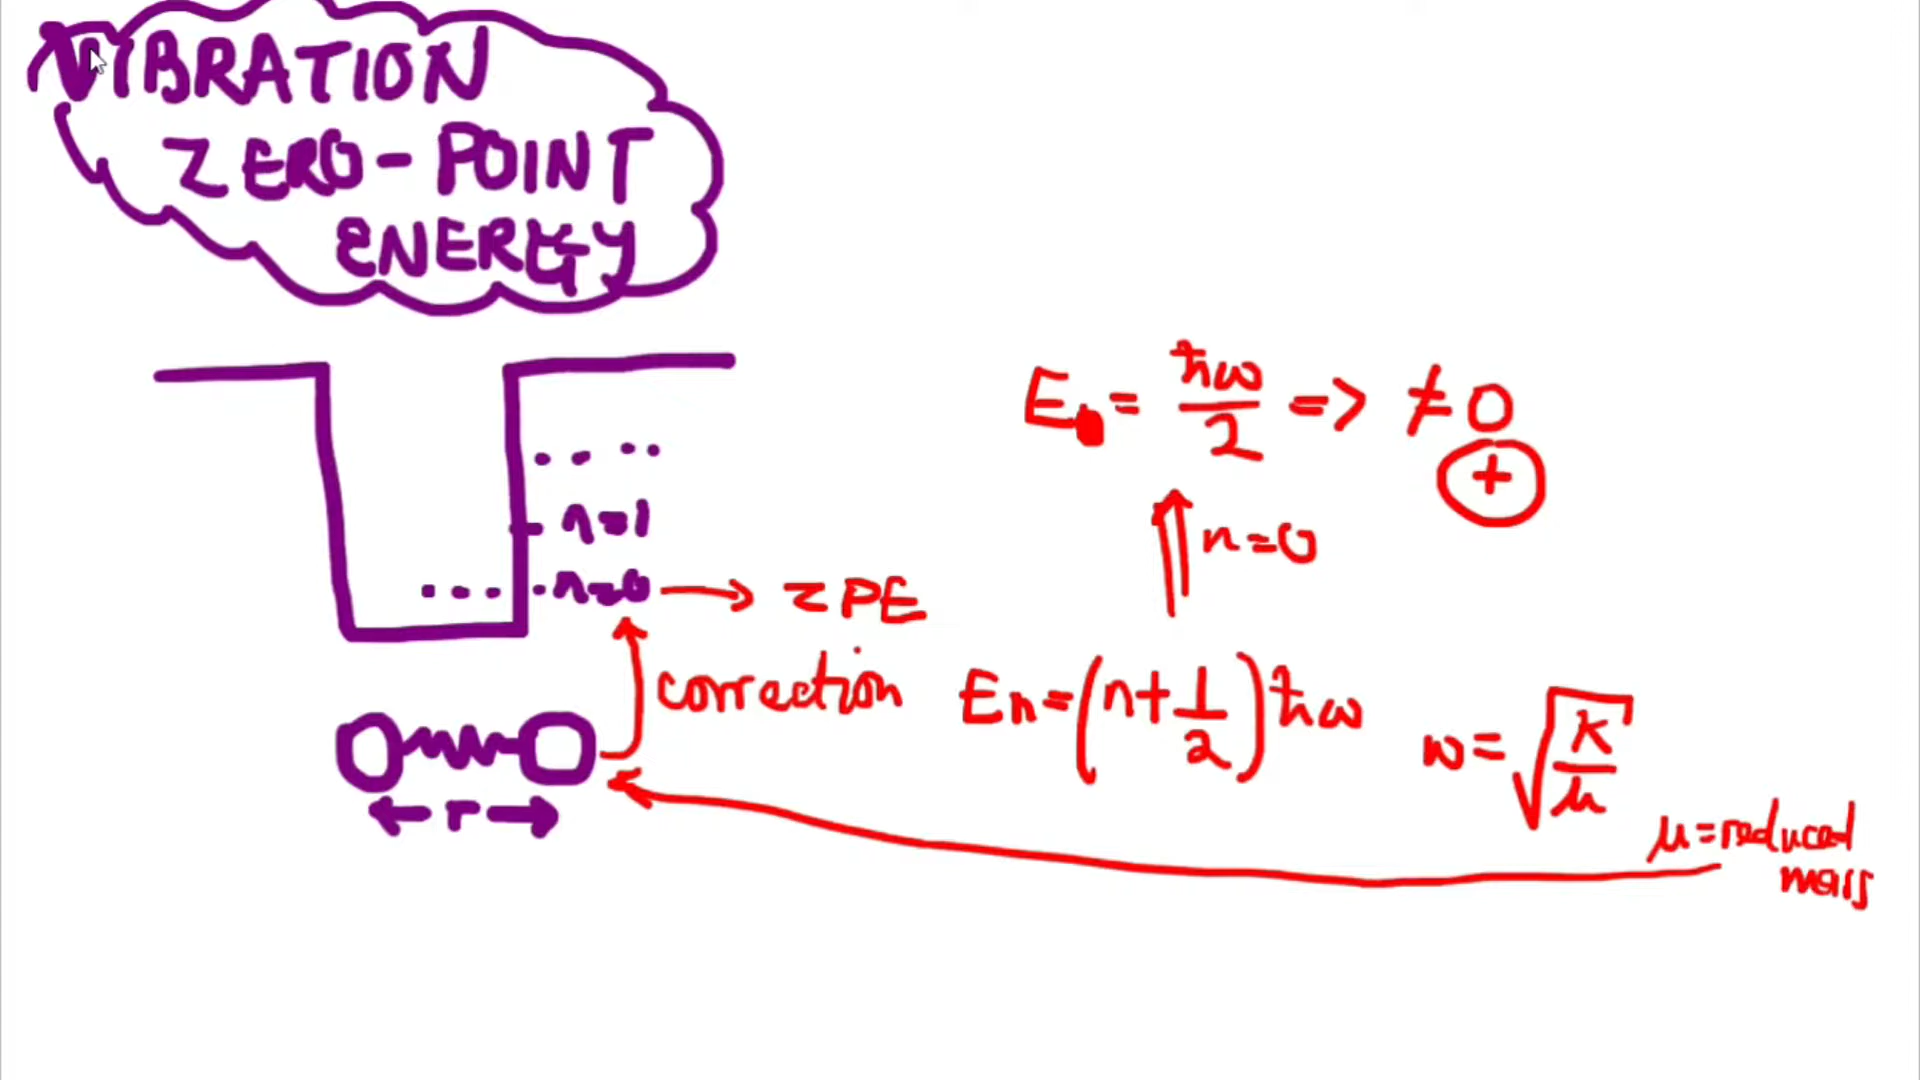 VIBRATION
ZERO-POINT
ENERGY
E₀ = ħω/2 => ≠ 0
+
n=1
n=0
n=0 → ZPE
correction
En = (n + 1/2) ħω
ω = √(k/μ)
r
μ = reduced
mass